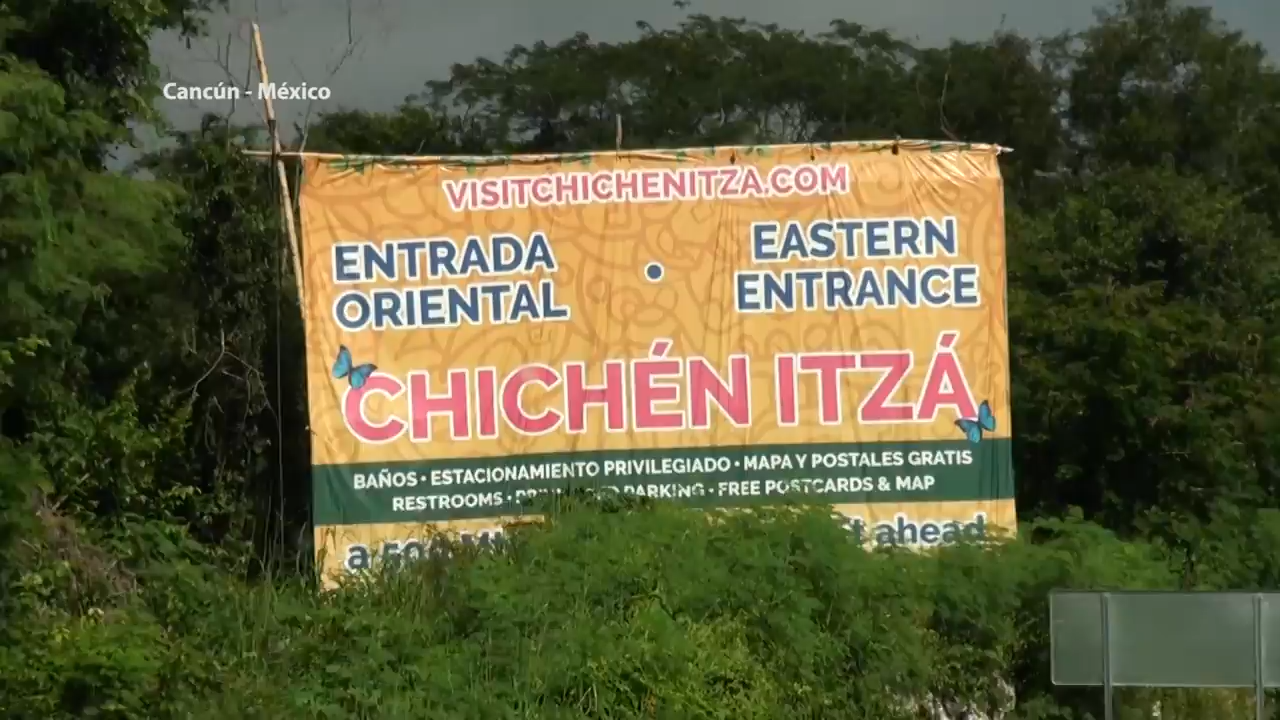 Cancún - México
VISITCHICHENITZA.COM
ENTRADA
ORIENTAL
•
EASTERN
ENTRANCE
CHICHÉN ITZÁ
BAÑOS • ESTACIONAMIENTO PRIVILEGIADO • MAPA Y POSTALES GRATIS
RESTROOMS • PARKING • FREE POSTCARDS & MAP
a ahead